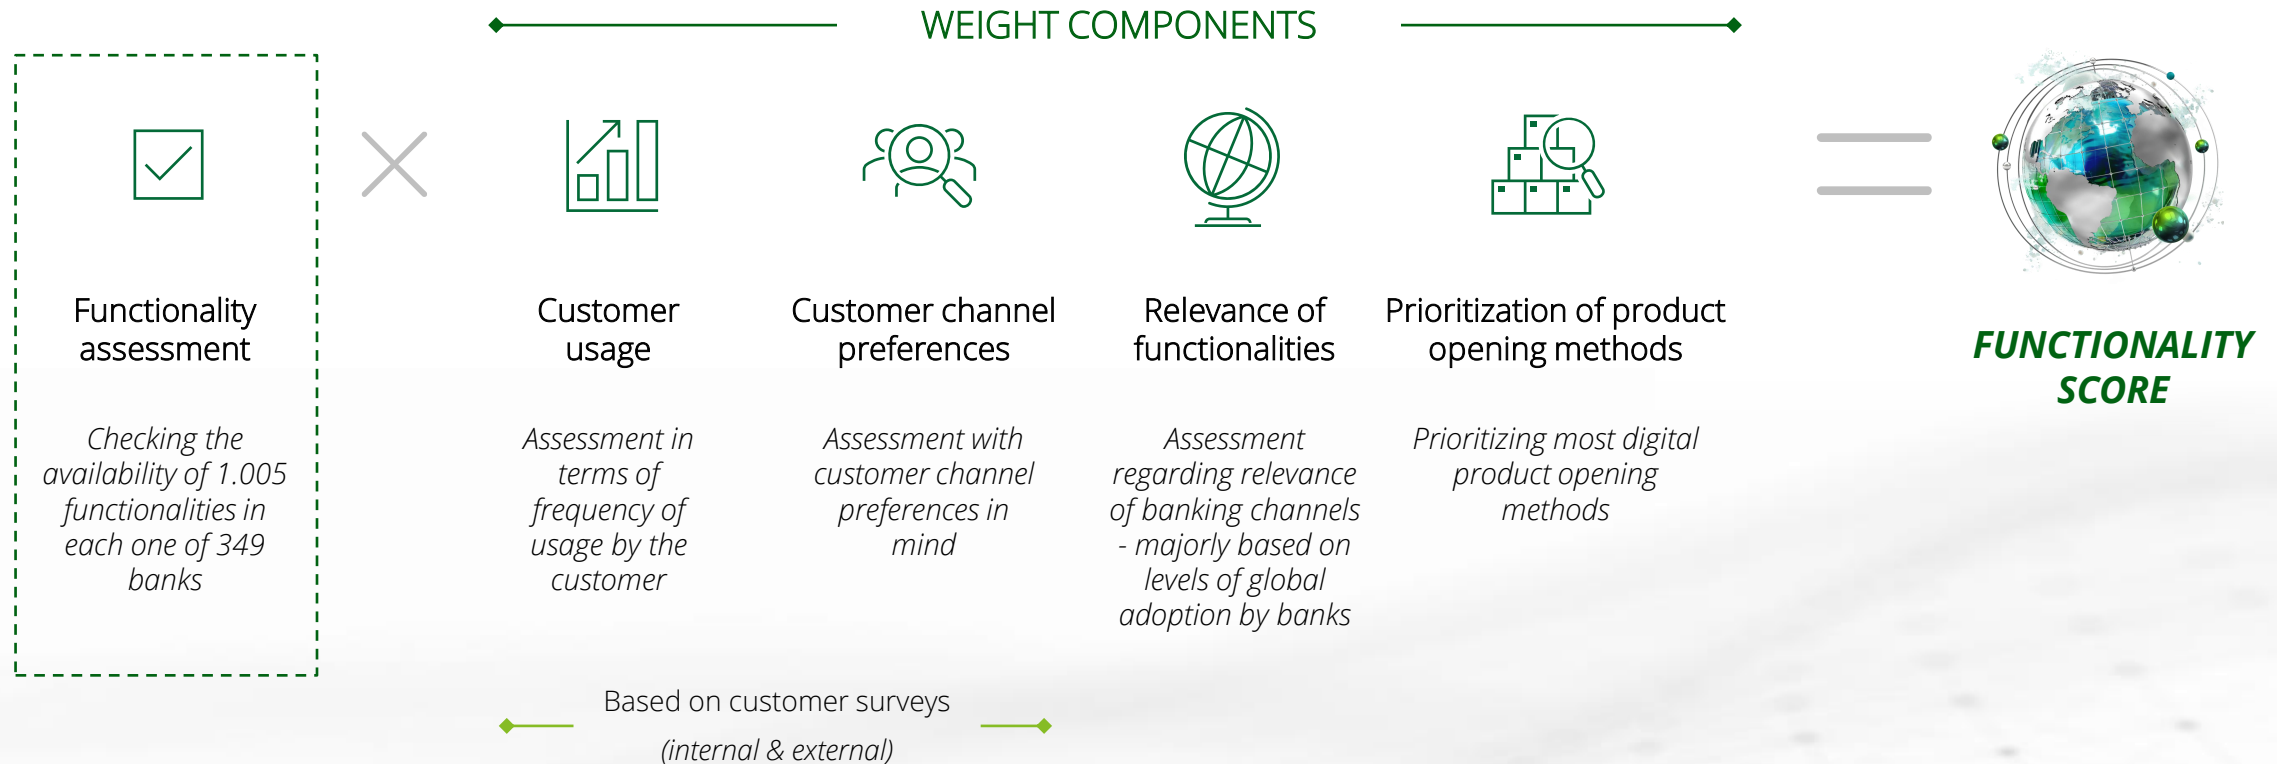 WEIGHT COMPONENTS
Functionality
assessment
Checking the
availability of 1.005
functionalities in
each one of 349
banks
Customer
usage
Assessment in
terms of
frequency of
usage by the
customer
Customer channel
preferences
Assessment with
customer channel
preferences in
mind
Relevance of
functionalities
Assessment
regarding relevance
of banking channels
- majorly based on
levels of global
adoption by banks
Prioritization of product
opening methods
Prioritizing most digital
product opening
methods
FUNCTIONALITY
SCORE
Based on customer surveys
(internal & external)